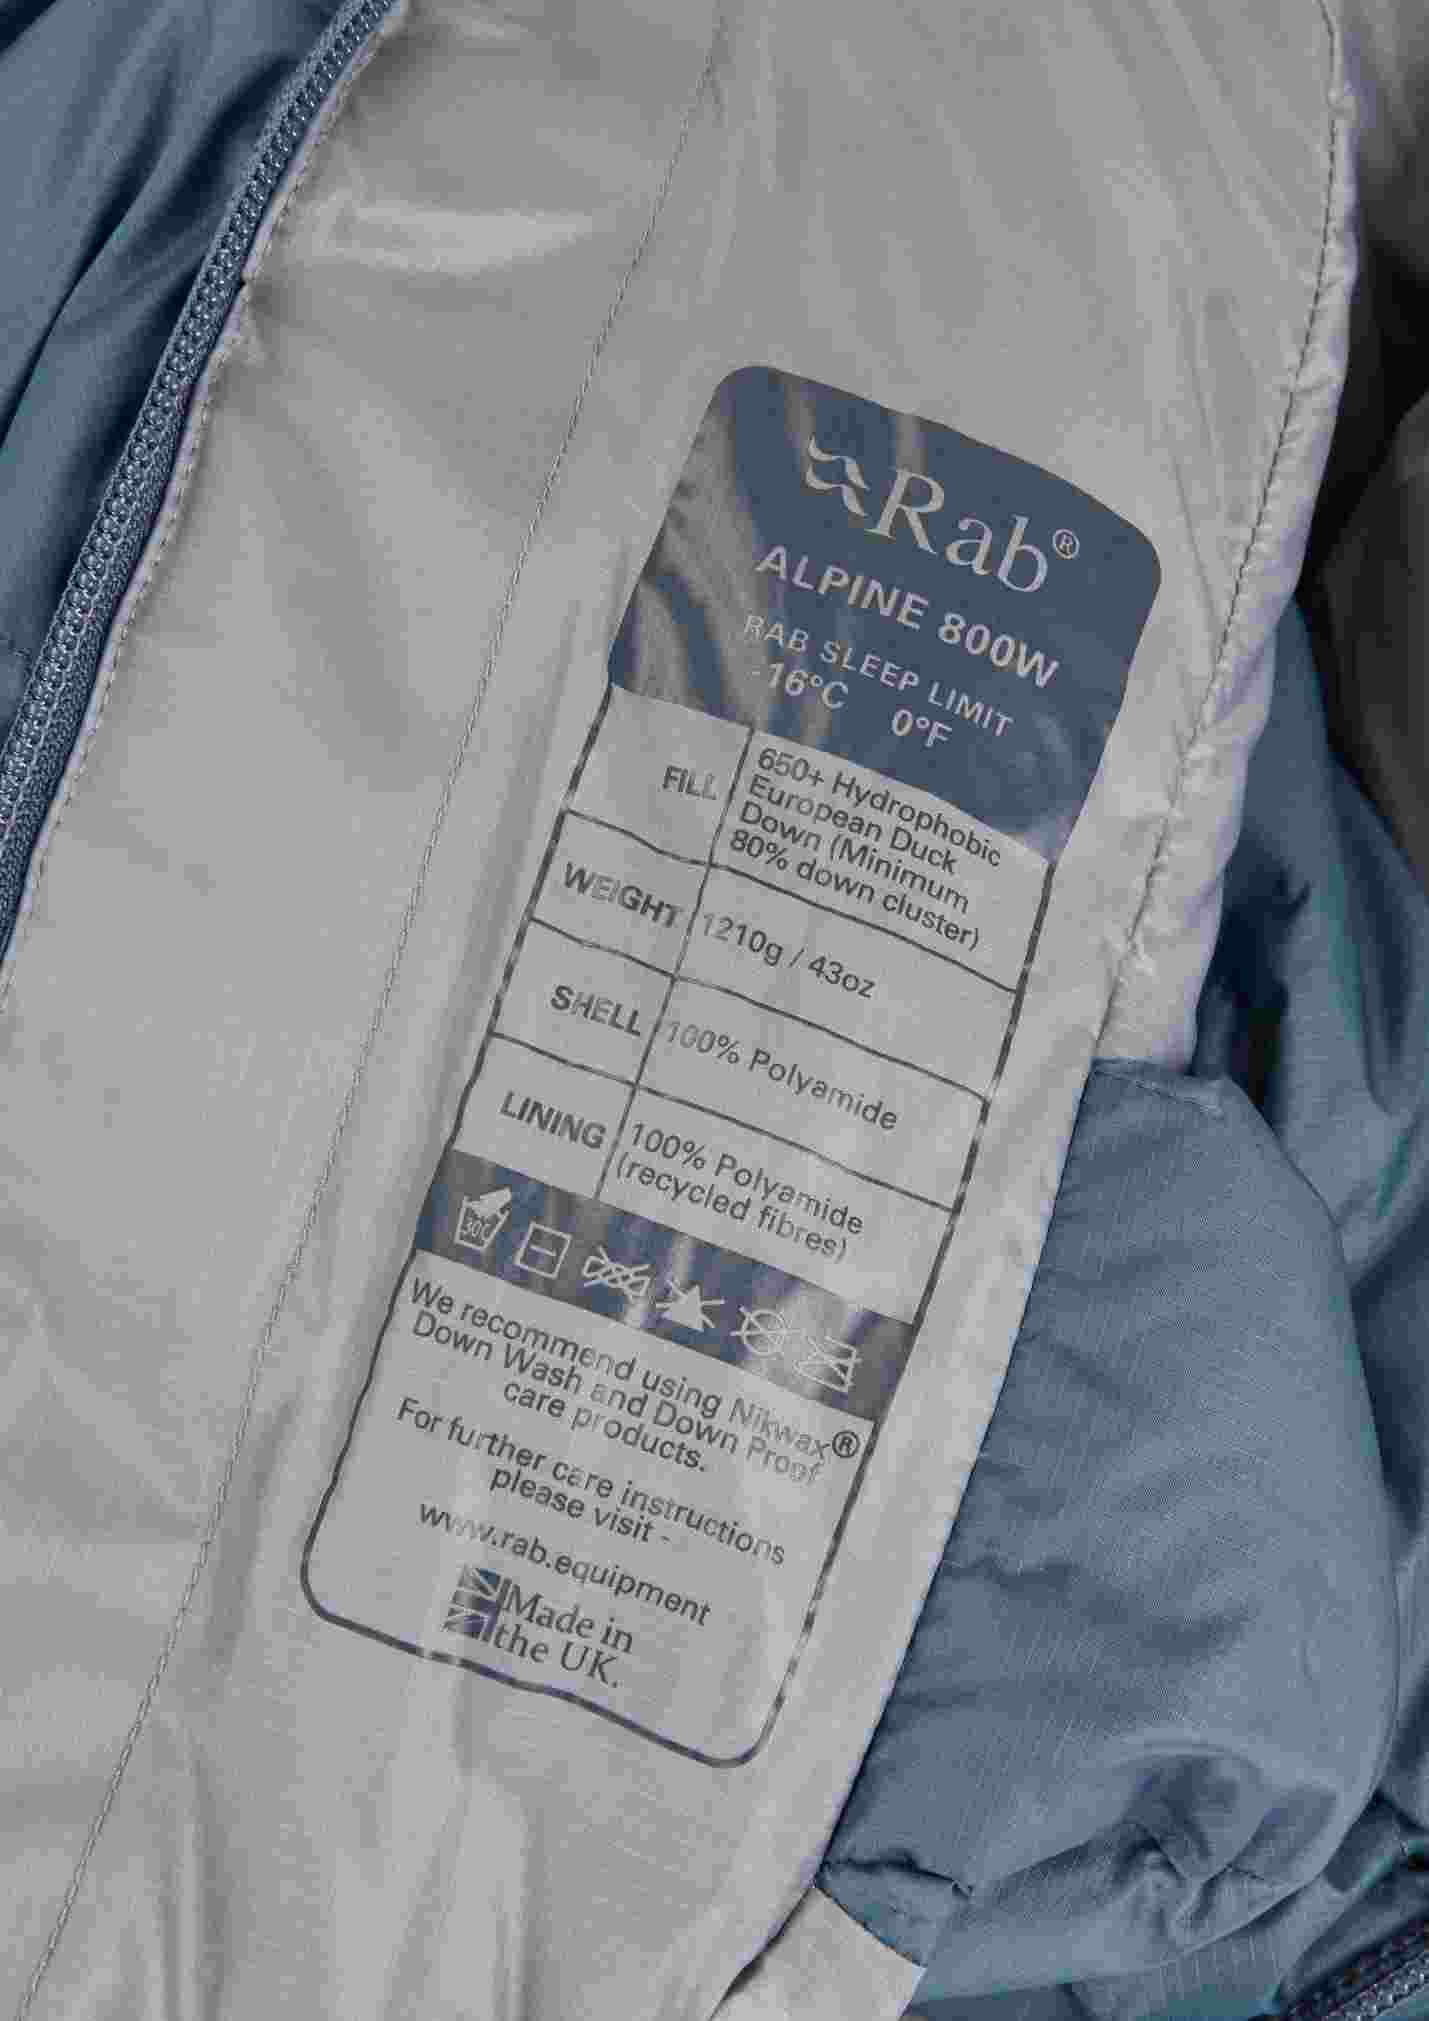 Rab®
ALPINE 800W
RAB SLEEP LIMIT
-16°C 0°F
FILL
650+ Hydrophobic
European Duck
Down (Minimum
80% down cluster)
WEIGHT
1210g / 43oz
SHELL
100% Polyamide
LINING
100% Polyamide
(recycled fibres)
30c
We recommend using Nikwax®
Down Wash and Down Proof
care products.
For further care instructions
please visit -
www.rab.equipment
Made in
the UK.